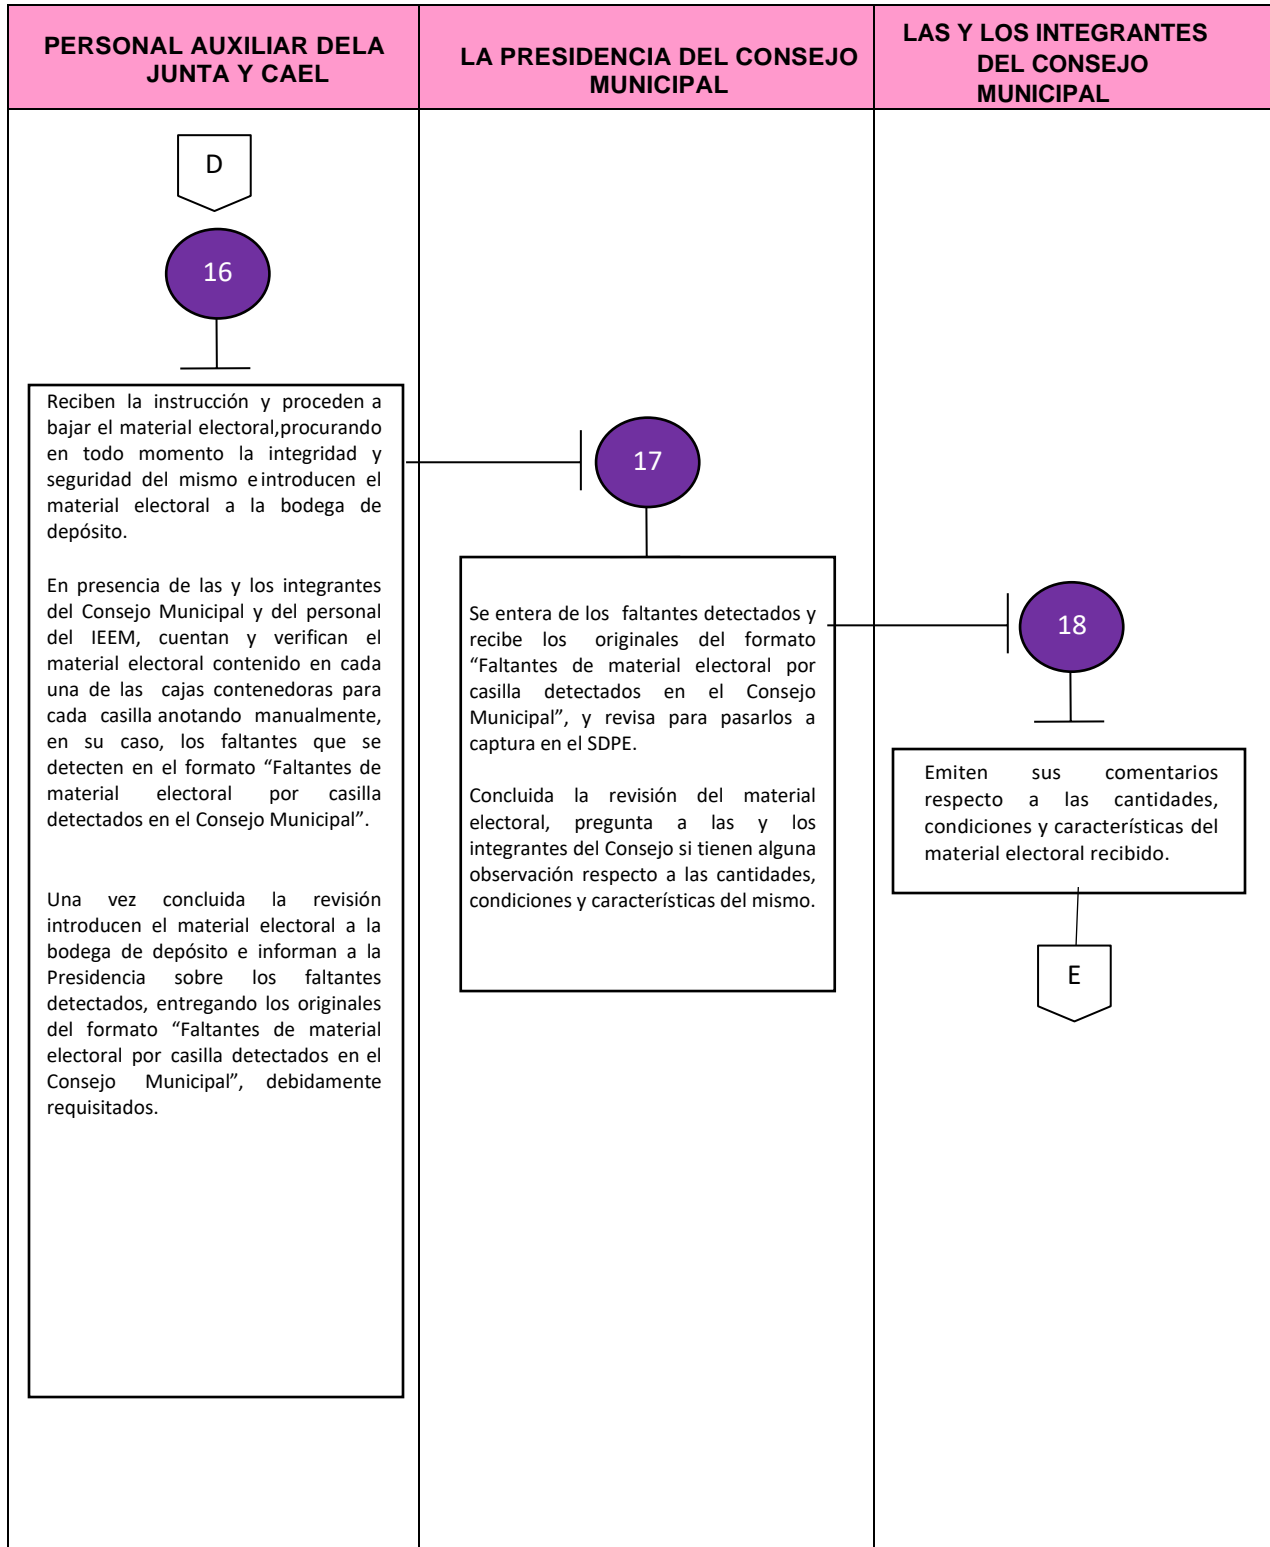 PERSONAL AUXILIAR DELA
JUNTA Y CAEL
LA PRESIDENCIA DEL CONSEJO
MUNICIPAL
LAS Y LOS INTEGRANTES
DEL CONSEJO
MUNICIPAL
D
16
Reciben la instrucción y proceden a
bajar el material electoral,procurando
en todo momento la integridad y
seguridad del mismo e introducen el
material electoral a la bodega de
depósito.
En presencia de las y los integrantes
del Consejo Municipal y del personal
del IEEM, cuentan y verifican el
material electoral contenido en cada
una de las cajas contenedoras para
cada casilla anotando manualmente,
en su caso, los faltantes que se
detecten en el formato “Faltantes de
material electoral por casilla
detectados en el Consejo Municipal”.
Una vez concluida la revisión
introducen el material electoral a la
bodega de depósito e informan a la
Presidencia sobre los faltantes
detectados, entregando los originales
del formato “Faltantes de material
electoral por casilla detectados en el
Consejo Municipal”, debidamente
requisitados.
17
Se entera de los faltantes detectados y
recibe los originales del formato
“Faltantes de material electoral por
casilla detectados en el Consejo
Municipal”, y revisa para pasarlos a
captura en el SDPE.
Concluida la revisión del material
electoral, pregunta a las y los
integrantes del Consejo si tienen alguna
observación respecto a las cantidades,
condiciones y características del mismo.
18
Emiten sus comentarios
respecto a las cantidades,
condiciones y características del
material electoral recibido.
E